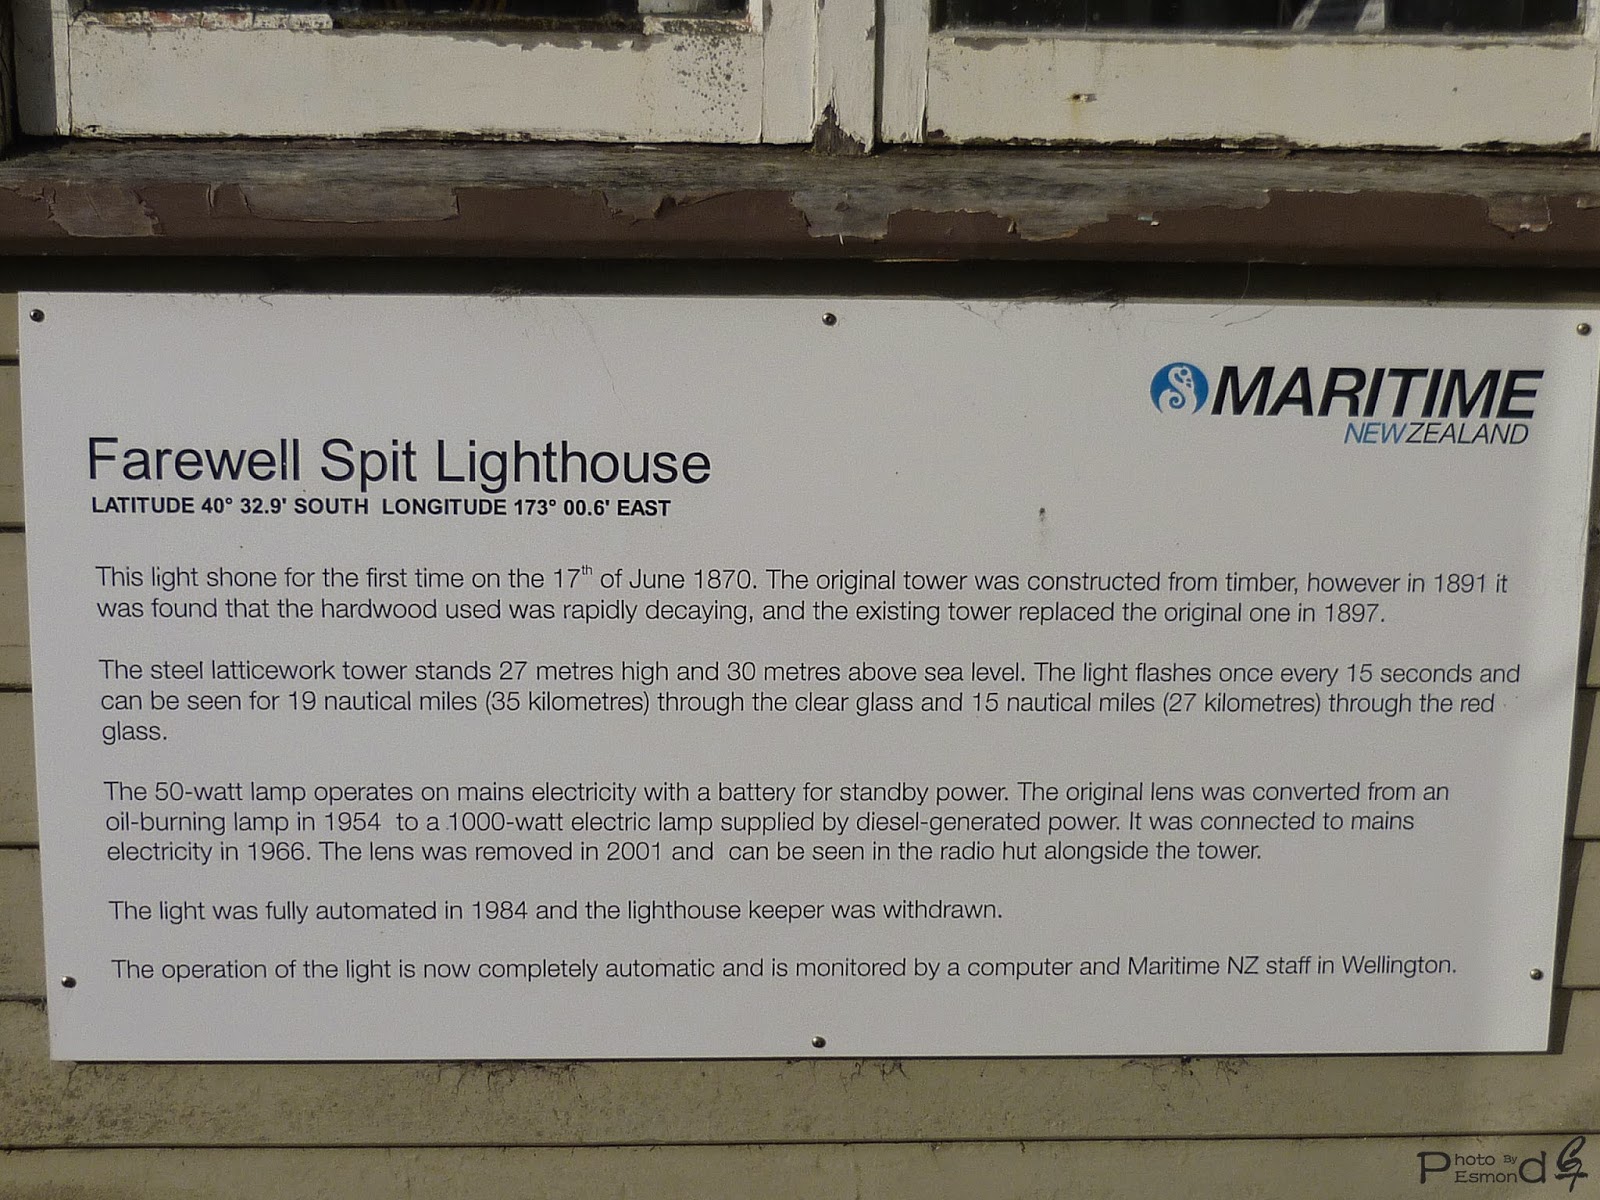 MARITIME
NEWZEALAND
Farewell Spit Lighthouse
LATITUDE 40° 32.9' SOUTH LONGITUDE 173° 00.6' EAST
This light shone for the first time on the 17th of June 1870. The original tower was constructed from timber, however in 1891 it
was found that the hardwood used was rapidly decaying, and the existing tower replaced the original one in 1897.
The steel latticework tower stands 27 metres high and 30 metres above sea level. The light flashes once every 15 seconds and
can be seen for 19 nautical miles (35 kilometres) through the clear glass and 15 nautical miles (27 kilometres) through the red
glass.
The 50-watt lamp operates on mains electricity with a battery for standby power. The original lens was converted from an
oil-burning lamp in 1954 to a 1000-watt electric lamp supplied by diesel-generated power. It was connected to mains
electricity in 1966. The lens was removed in 2001 and can be seen in the radio hut alongside the tower.
The light was fully automated in 1984 and the lighthouse keeper was withdrawn.
The operation of the light is now completely automatic and is monitored by a computer and Maritime NZ staff in Wellington.
Photo By
Esmond